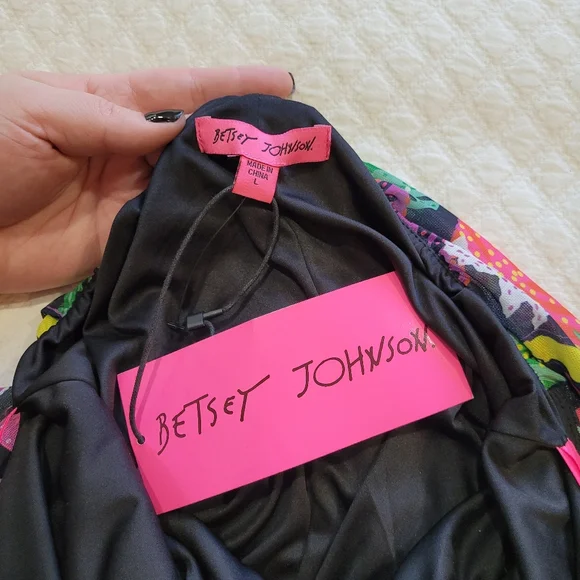 BETSEY JOHNSON.
MADE IN
CHINA
L
BETSEY JOHNSON.